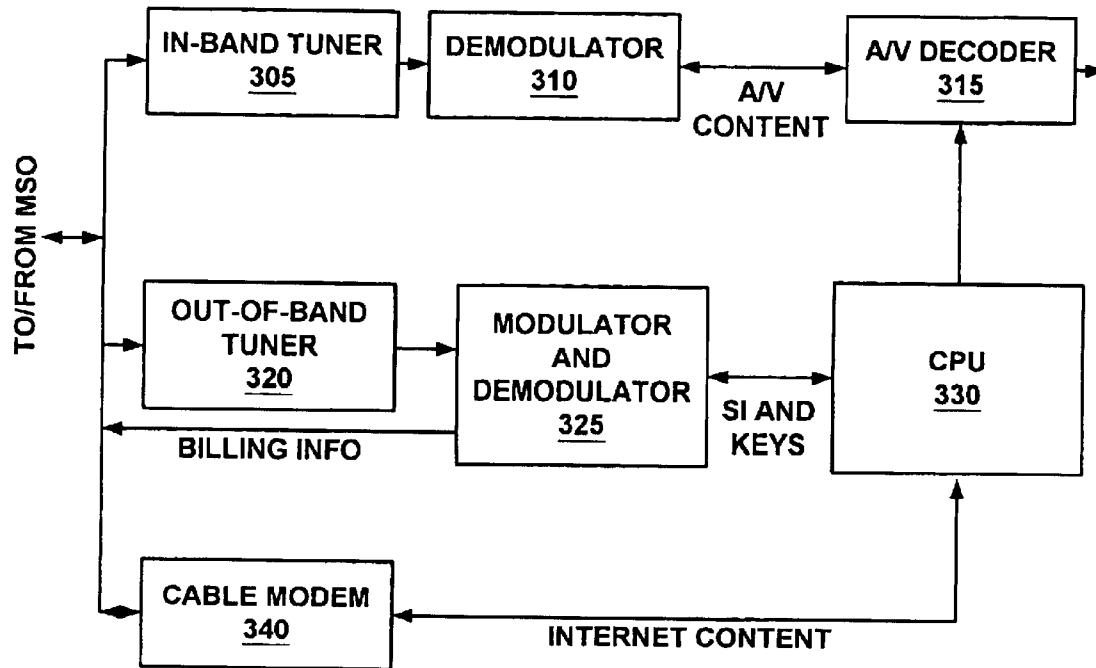 IN-BAND TUNER
305
DEMODULATOR
310
A/V DECODER
315
A/V
CONTENT
TO/FROM MSO
OUT-OF-BAND
TUNER
320
MODULATOR
AND
DEMODULATOR
325
CPU
330
SI AND
KEYS
BILLING INFO
CABLE MODEM
340
INTERNET CONTENT